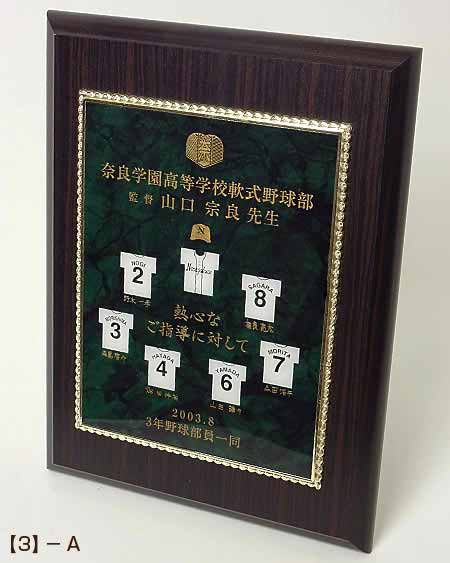 奈良学園高等学校軟式野球部
監督 山口 宗良 先生
N
NOGI
2
SAGARA
8
熱心な
ご指導に対して
3
4
YAMADA
6
MORITA
7
2003.8
3年野球部員一同
【3】－A